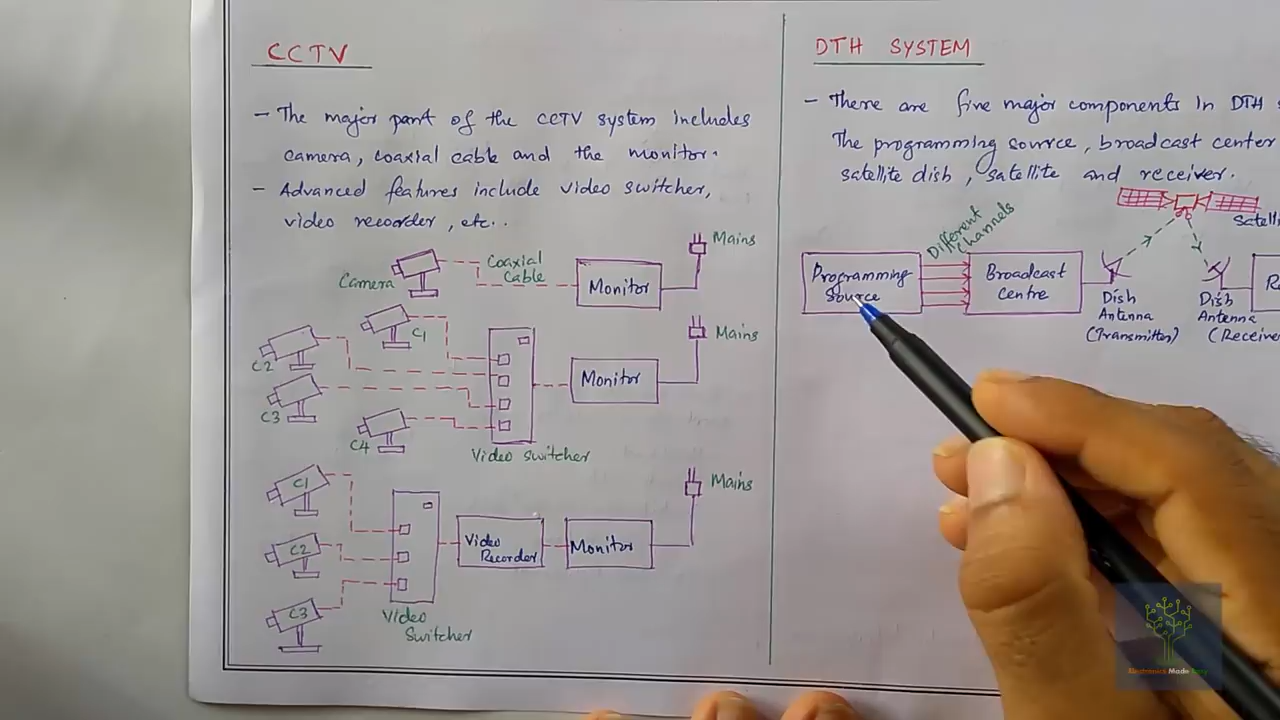 CCTV
- The major part of the CCTV system includes
camera, coaxial cable and the monitor.
- Advanced features include video switcher,
video recorder, etc..
Camera
Coaxial
Cable
Monitor
Mains
C1
C2
C3
C4
Video switcher
Monitor
Mains
C1
C2
C3
Video
Switcher
Video
Recorder
Monitor
Mains
DTH SYSTEM
- There are five major components in DTH
The programming source, broadcast center
satellite dish, satellite and receiver.
Programming
Source
Different
Channels
Broadcast
Centre
Dish
Antenna
(Transmitter)
Dish
Antenna
Electronics Made Easy